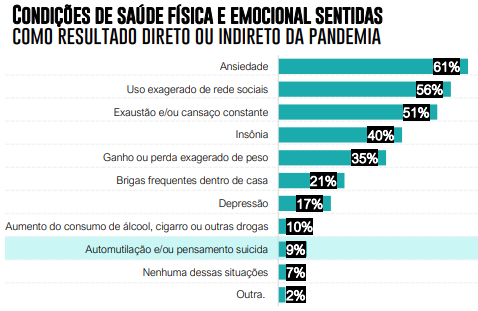 CONDIÇÕES DE SAÚDE FÍSICA E EMOCIONAL SENTIDAS
COMO RESULTADO DIRETO OU INDIRETO DA PANDEMIA
Ansiedade 61%
Uso exagerado de rede sociais 56%
Exaustão e/ou cansaço constante 51%
Insônia 40%
Ganho ou perda exagerado de peso 35%
Brigas frequentes dentro de casa 21%
Depressão 17%
Aumento do consumo de álcool, cigarro ou outras drogas 10%
Automutilação e/ou pensamento suicida 9%
Nenhuma dessas situações 7%
Outra. 2%